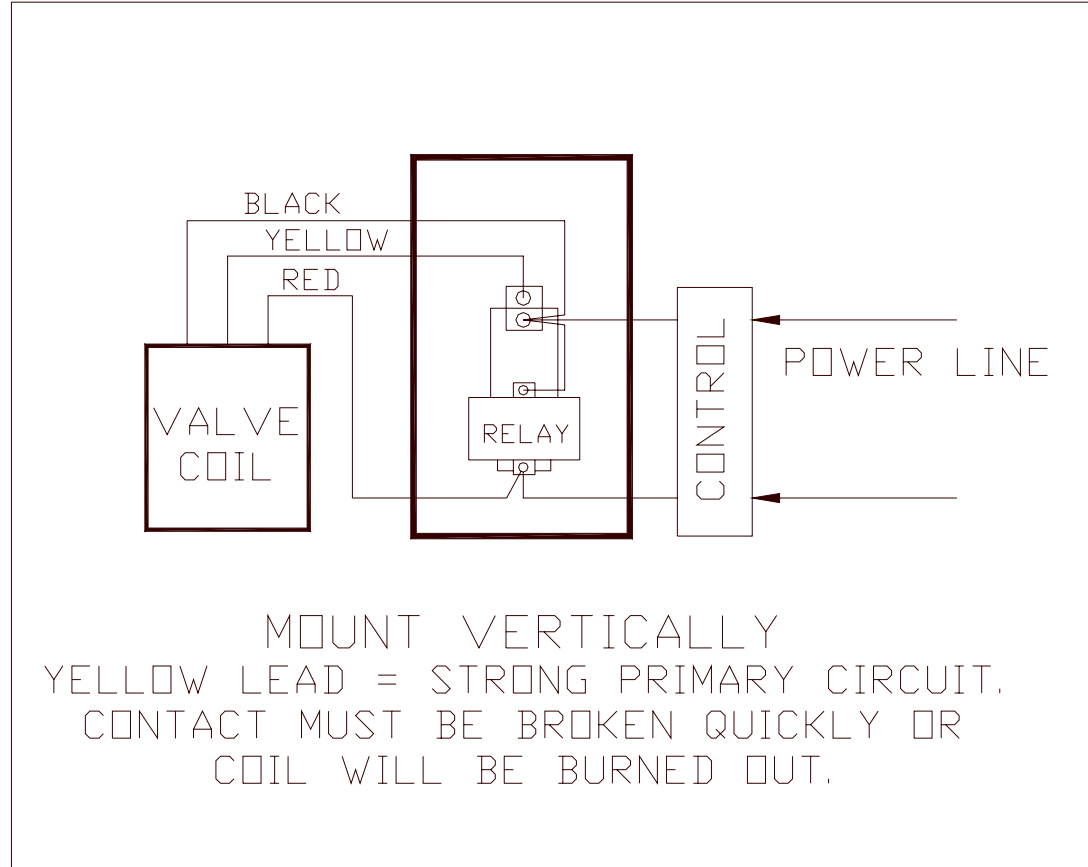 BLACK
YELLOW
RED
VALVE
COIL
RELAY
CONTROL
POWER LINE
MOUNT VERTICALLY
YELLOW LEAD = STRONG PRIMARY CIRCUIT.
CONTACT MUST BE BROKEN QUICKLY OR
COIL WILL BE BURNED OUT.